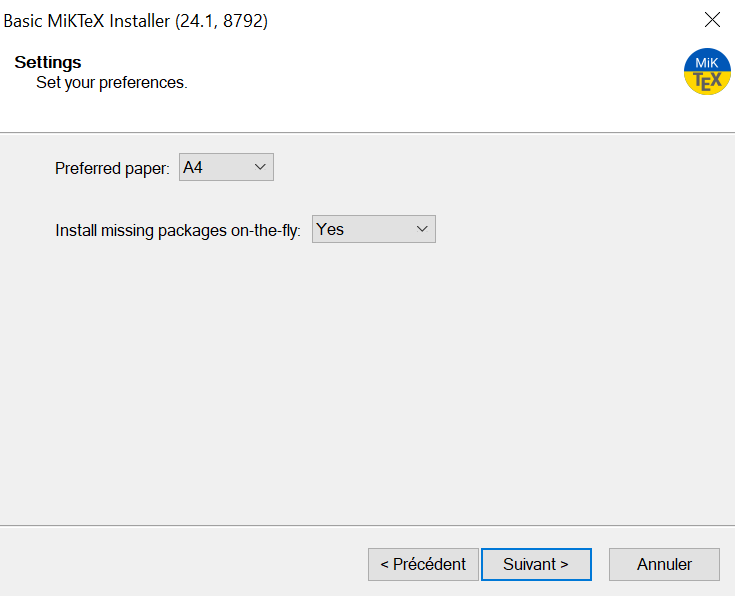 Basic MiKTeX Installer (24.1, 8792)
Settings
Set your preferences.
MiK
TEX
Preferred paper: A4
Install missing packages on-the-fly: Yes
< Précédent Suivant > Annuler